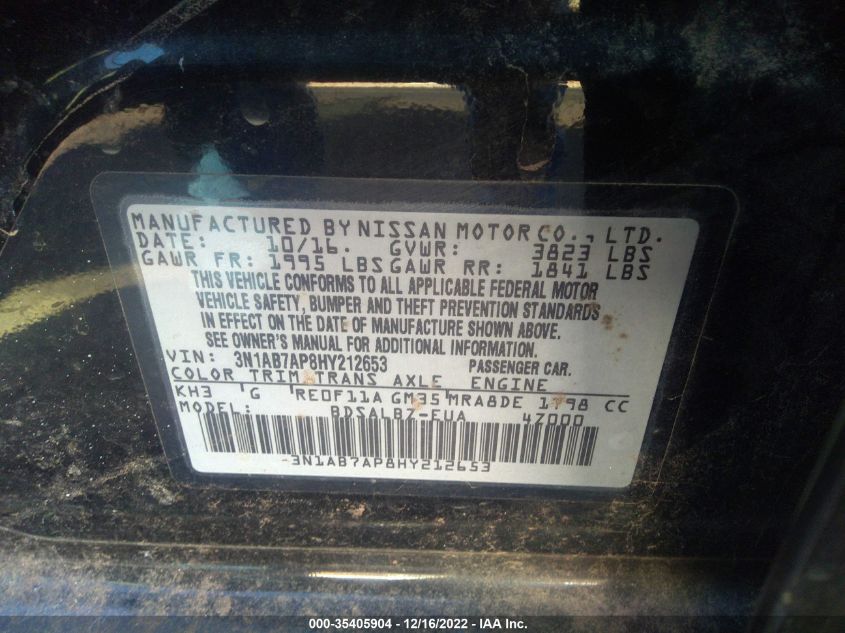 MANUFACTURED BY NISSAN MOTOR CO., LTD.
DATE: 10/16. GVWR: 3823 LBS
GAWR FR: 1995 LBS GAWR RR: 1841 LBS
THIS VEHICLE CONFORMS TO ALL APPLICABLE FEDERAL MOTOR
VEHICLE SAFETY, BUMPER AND THEFT PREVENTION STANDARDS
IN EFFECT ON THE DATE OF MANUFACTURE SHOWN ABOVE.
SEE OWNER'S MANUAL FOR ADDITIONAL INFORMATION.
VIN: 3N1AB7AP8HY212653 PASSENGER CAR.
COLOR TRIM TRANS AXLE ENGINE
KH3 G RE0F11A GM35 MRA8DE 1798 CC
MODEL: BDSALBZ-EUA 4Z000
3N1AB7AP8HY212653
000-35405904 - 12/16/2022 - IAA Inc.